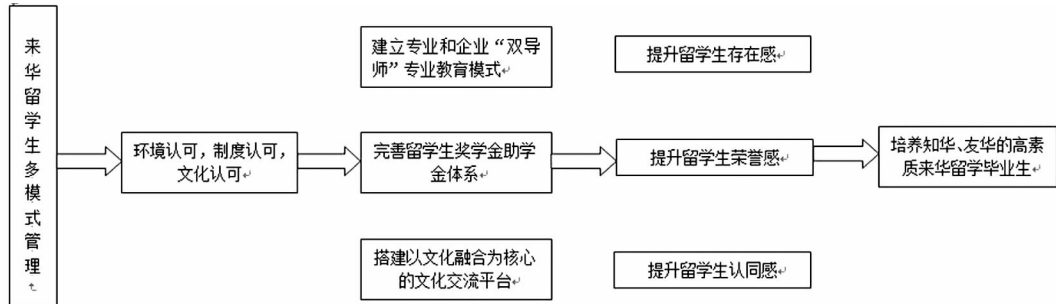 来华留学生多模式管理
环境认可，制度认可，
文化认可
建立专业和企业“双导
师”专业教育模式
完善留学生奖学金助学
金体系
搭建以文化融合为核心
的文化交流平台
提升留学生存在感
提升留学生荣誉感
提升留学生认同感
培养知华、友华的高素
质来华留学毕业生